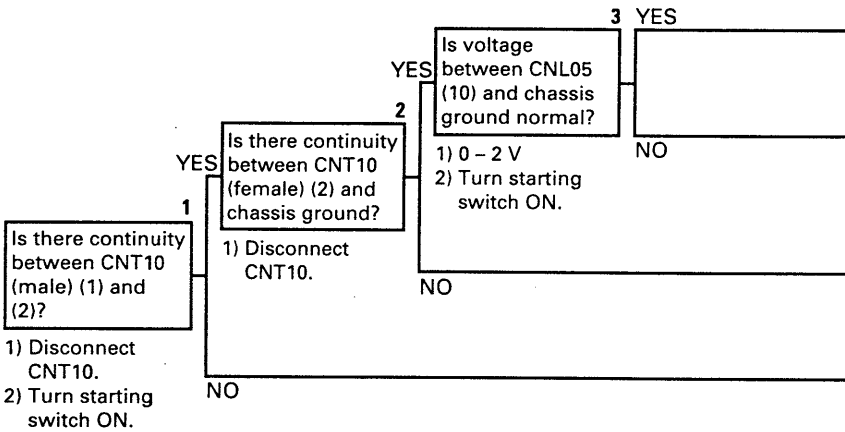 1
Is there continuity
between CNT10
(male) (1) and
(2)?
1) Disconnect
CNT10.
2) Turn starting
switch ON.
YES
NO
2
Is there continuity
between CNT10
(female) (2) and
chassis ground?
1) Disconnect
CNT10.
YES
NO
3
Is voltage
between CNL05
(10) and chassis
ground normal?
1) 0 – 2 V
2) Turn starting
switch ON.
YES
NO